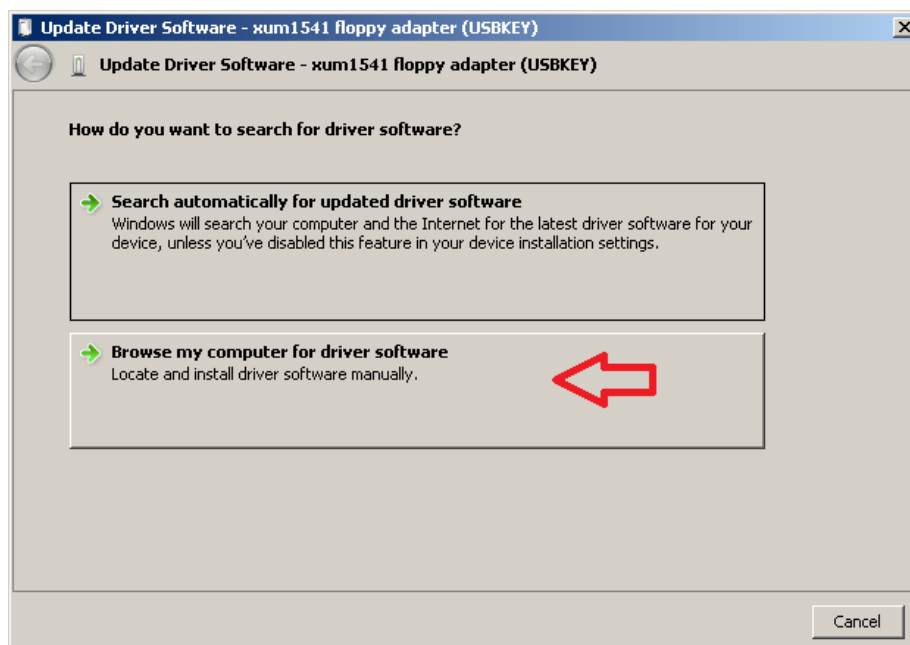 Update Driver Software - xum1541 floppy adapter (USBKEY)
Update Driver Software - xum1541 floppy adapter (USBKEY)
How do you want to search for driver software?
Search automatically for updated driver software
Windows will search your computer and the Internet for the latest driver software for your
device, unless you've disabled this feature in your device installation settings.
Browse my computer for driver software
Locate and install driver software manually.
Cancel